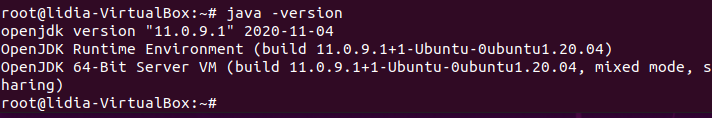 root@lidia-VirtualBox:~# java -version
openjdk version "11.0.9.1" 2020-11-04
OpenJDK Runtime Environment (build 11.0.9.1+1-Ubuntu-0ubuntu1.20.04)
OpenJDK 64-Bit Server VM (build 11.0.9.1+1-Ubuntu-0ubuntu1.20.04, mixed mode, s
haring)
root@lidia-VirtualBox:~#